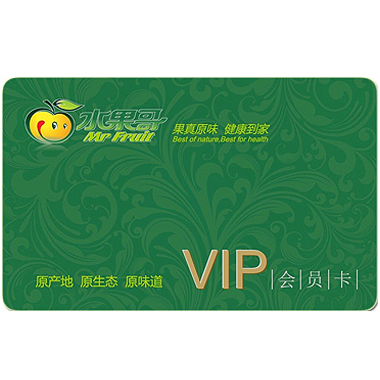 水果哥
Mr Fruit
果真原味 健康到家
Best of nature,Best for health
原产地 原生态 原味道
VIP |会|员|卡|